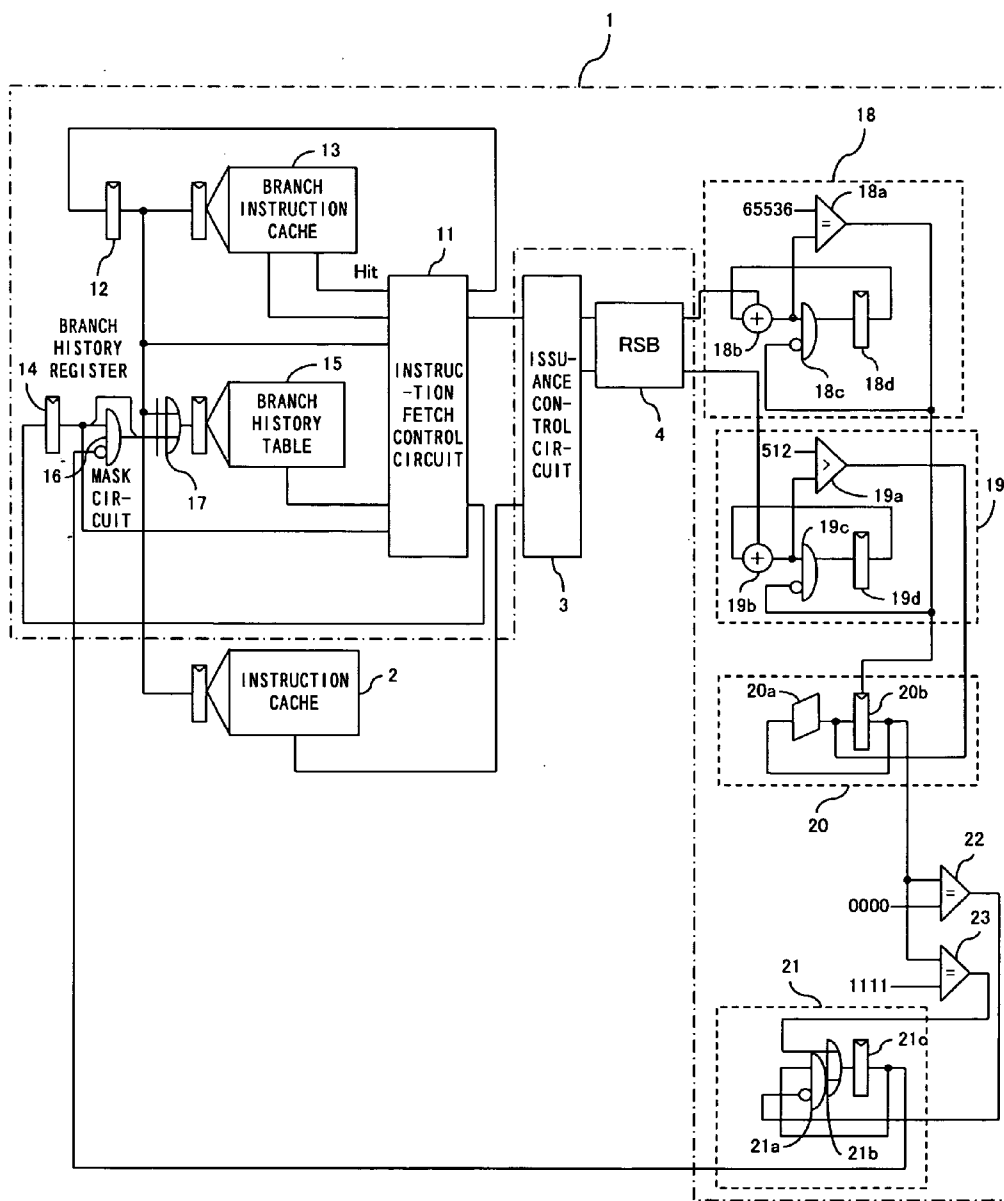 1
18
13
18a
BRANCH
INSTRUCTION
CACHE
65536
=
11
12
Hit
+
18b
18c
18d
BRANCH
HISTORY
REGISTER
14
15
INSTRUC
-TION
FETCH
CONTROL
CIRCUIT
ISSU-
ANCE
CON-
TROL
CIR-
CUIT
RSB
4
BRANCH
HISTORY
TABLE
16
MASK
CIR-
CUIT
17
512
>
19a
19
19c
+
19b
19d
3
INSTRUCTION
CACHE
2
20a
20b
20
22
=
0000
23
=
1111
21
21c
21a
21b